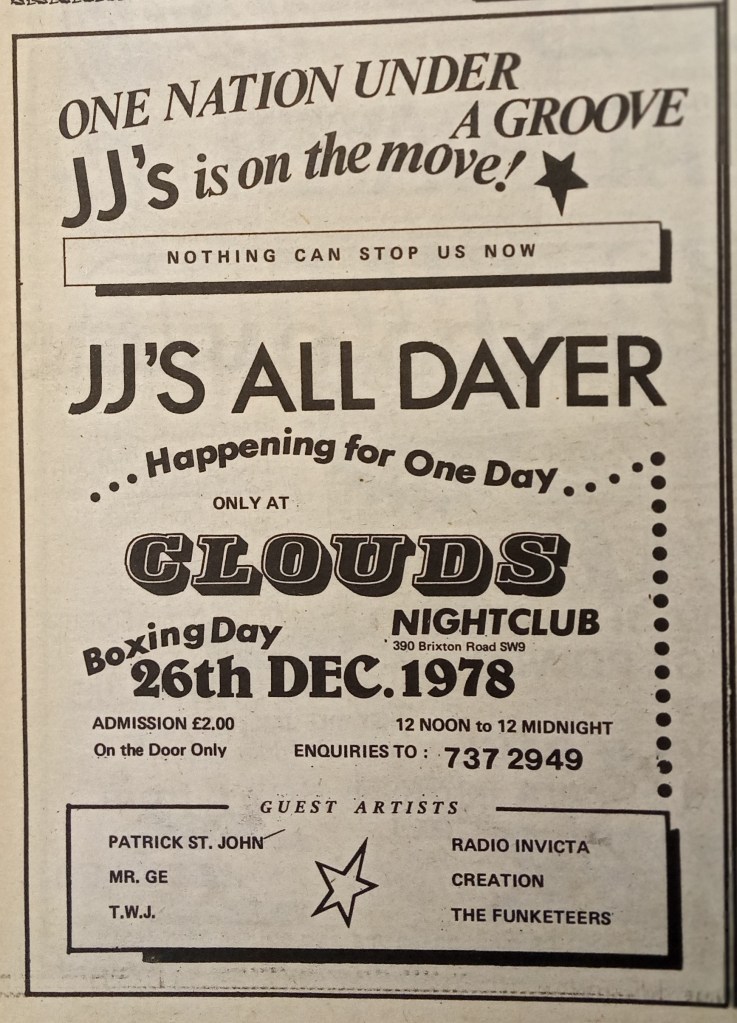 ONE NATION UNDER
A GROOVE
JJ's is on the move!
NOTHING CAN STOP US NOW
JJ'S ALL DAYER
...Happening for One Day....
ONLY AT
CLOUDS
NIGHTCLUB
390 Brixton Road SW9
Boxing Day
26th DEC. 1978
ADMISSION £2.00
12 NOON to 12 MIDNIGHT
On the Door Only
ENQUIRIES TO : 737 2949
GUEST ARTISTS
PATRICK ST. JOHN
RADIO INVICTA
MR. GE
CREATION
T.W.J.
THE FUNKETEERS